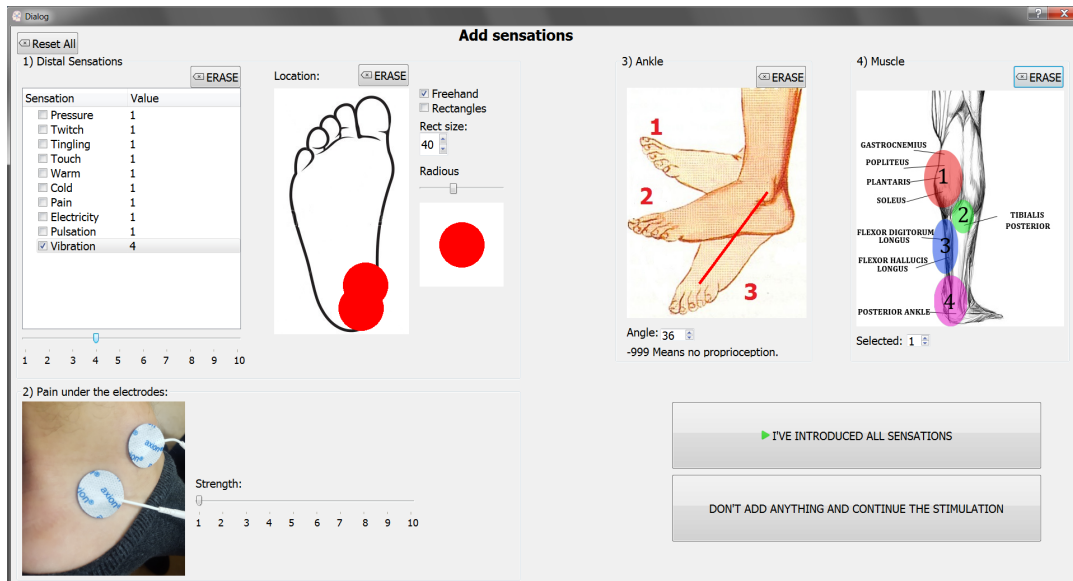 Dialog
Add sensations
Reset All
1) Distal Sensations
ERASE
Sensation Value
Pressure 1
Twitch 1
Tingling 1
Touch 1
Warm 1
Cold 1
Pain 1
Electricity 1
Pulsation 1
Vibration 4
1 2 3 4 5 6 7 8 9 10
Location:
ERASE
Freehand
Rectangles
Rect size:
40
Radious
3) Ankle
ERASE
1
2
3
Angle: 36
-999 Means no proprioception.
4) Muscle
ERASE
GASTROCNEMIUS
POPLITEUS
PLANTARIS
SOLEUS
1
2
TIBIALIS
POSTERIOR
FLEXOR DIGITORUM
LONGUS
3
FLEXOR HALLUCIS
LONGUS
4
POSTERIOR ANKLE
Selected: 1
2) Pain under the electrodes:
axion®
axion®
Strength:
1 2 3 4 5 6 7 8 9 10
I'VE INTRODUCED ALL SENSATIONS
DON'T ADD ANYTHING AND CONTINUE THE STIMULATION